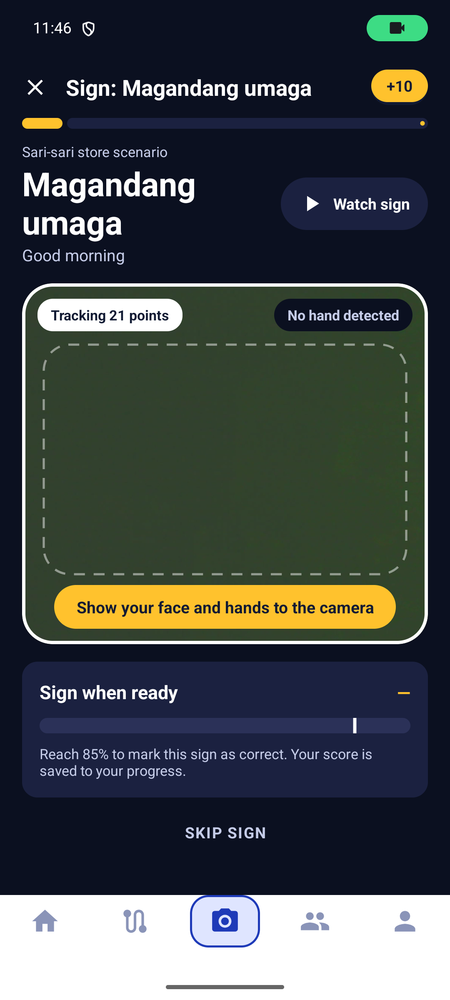 11:46
Sign: Magandang umaga
+10
Sari-sari store scenario
Magandang
umaga
Watch sign
Good morning
Tracking 21 points
No hand detected
Show your face and hands to the camera
Sign when ready
Reach 85% to mark this sign as correct. Your score is
saved to your progress.
SKIP SIGN